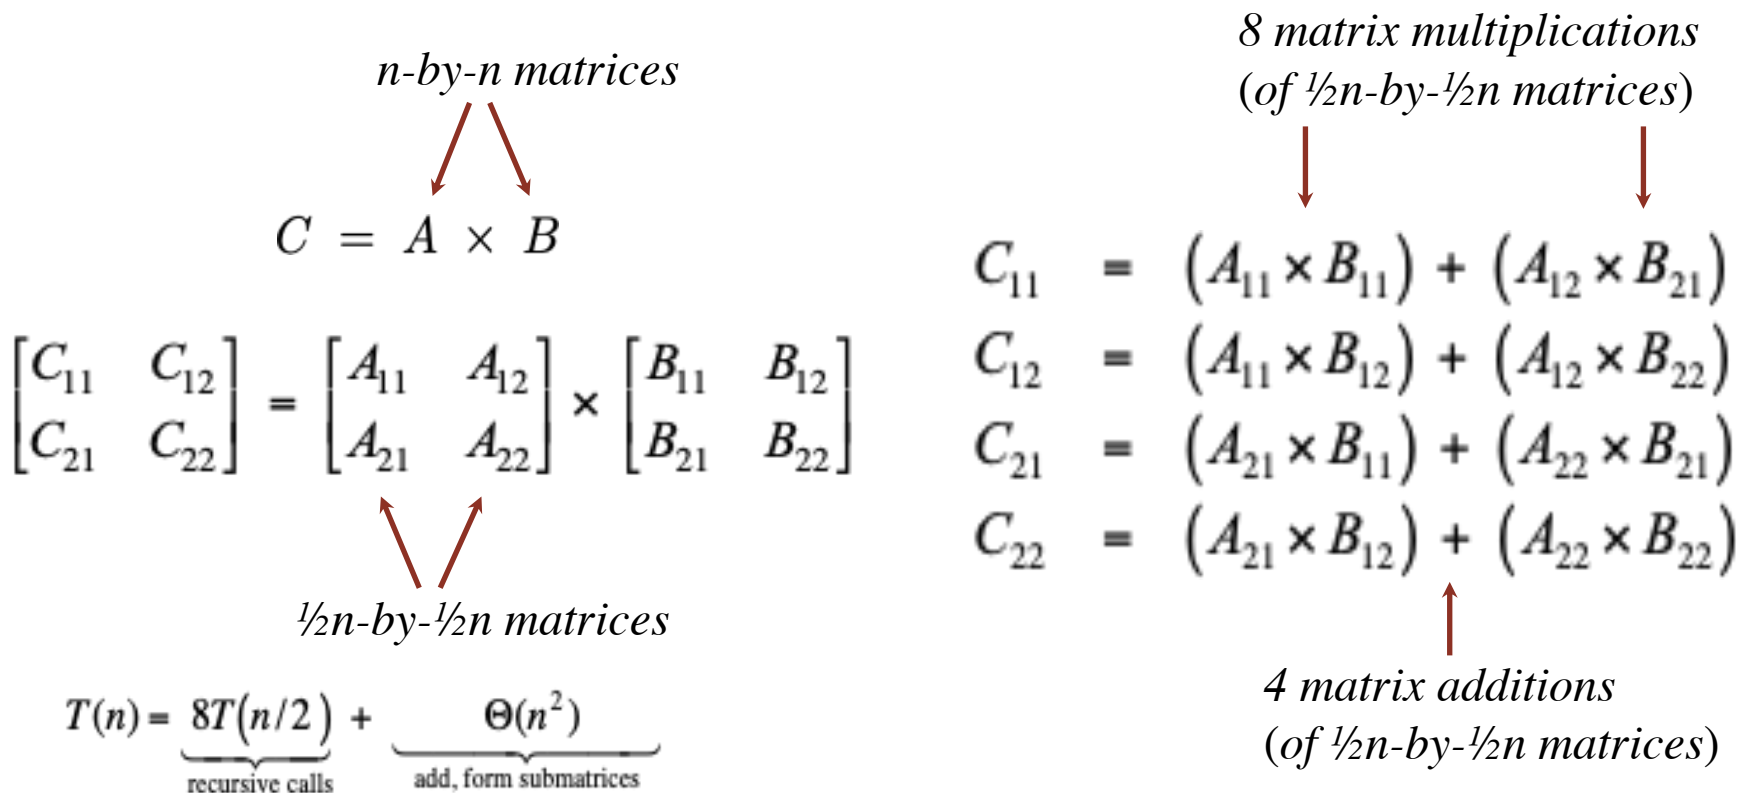 n-by-n matrices
C = A × B
[C₁₁ C₁₂] = [A₁₁ A₁₂] × [B₁₁ B₁₂]
[C₂₁ C₂₂] [A₂₁ A₂₂] [B₂₁ B₂₂]
½n-by-½n matrices
T(n) = 8T(n/2) + Θ(n²)
recursive calls add, form submatrices
8 matrix multiplications
(of ½n-by-½n matrices)
C₁₁ = (A₁₁ × B₁₁) + (A₁₂ × B₂₁)
C₁₂ = (A₁₁ × B₁₂) + (A₁₂ × B₂₂)
C₂₁ = (A₂₁ × B₁₁) + (A₂₂ × B₂₁)
C₂₂ = (A₂₁ × B₁₂) + (A₂₂ × B₂₂)
4 matrix additions
(of ½n-by-½n matrices)